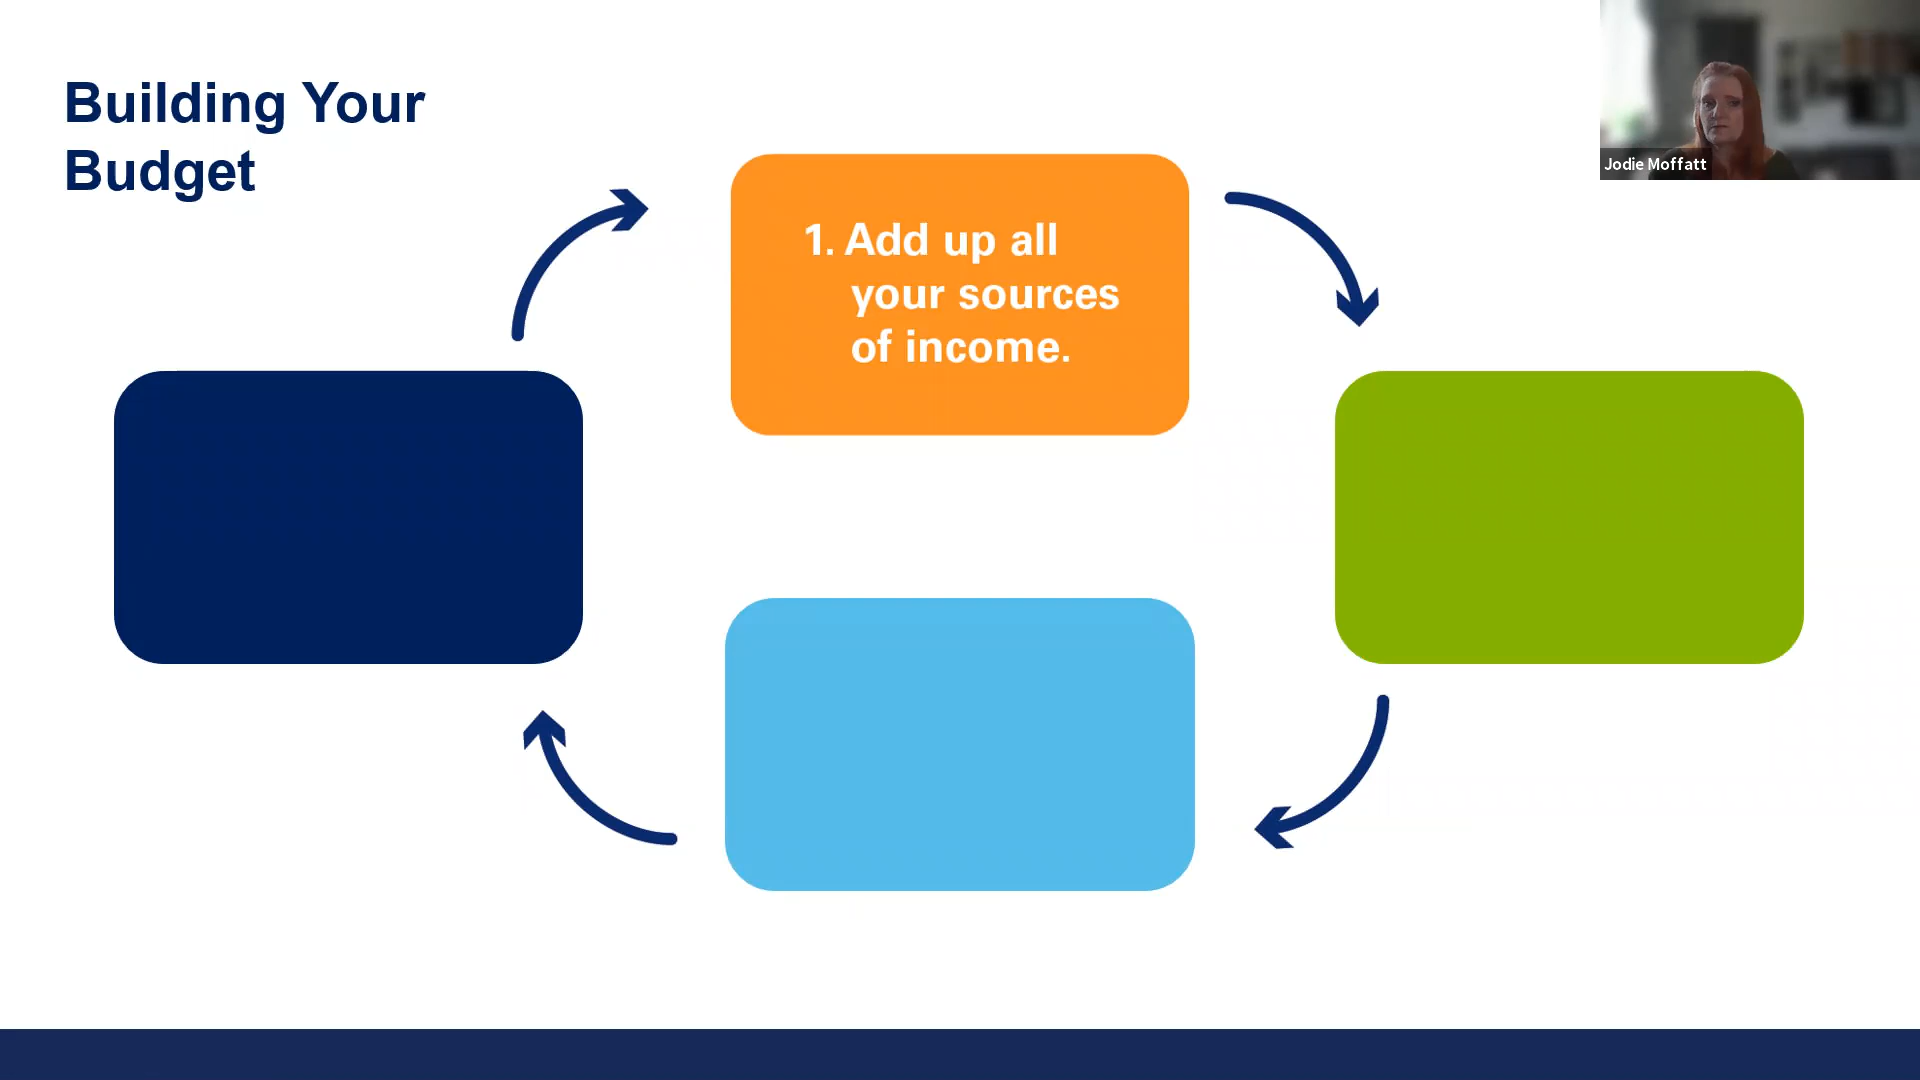 Building Your
Budget
1. Add up all
your sources
of income.
Jodie Moffatt